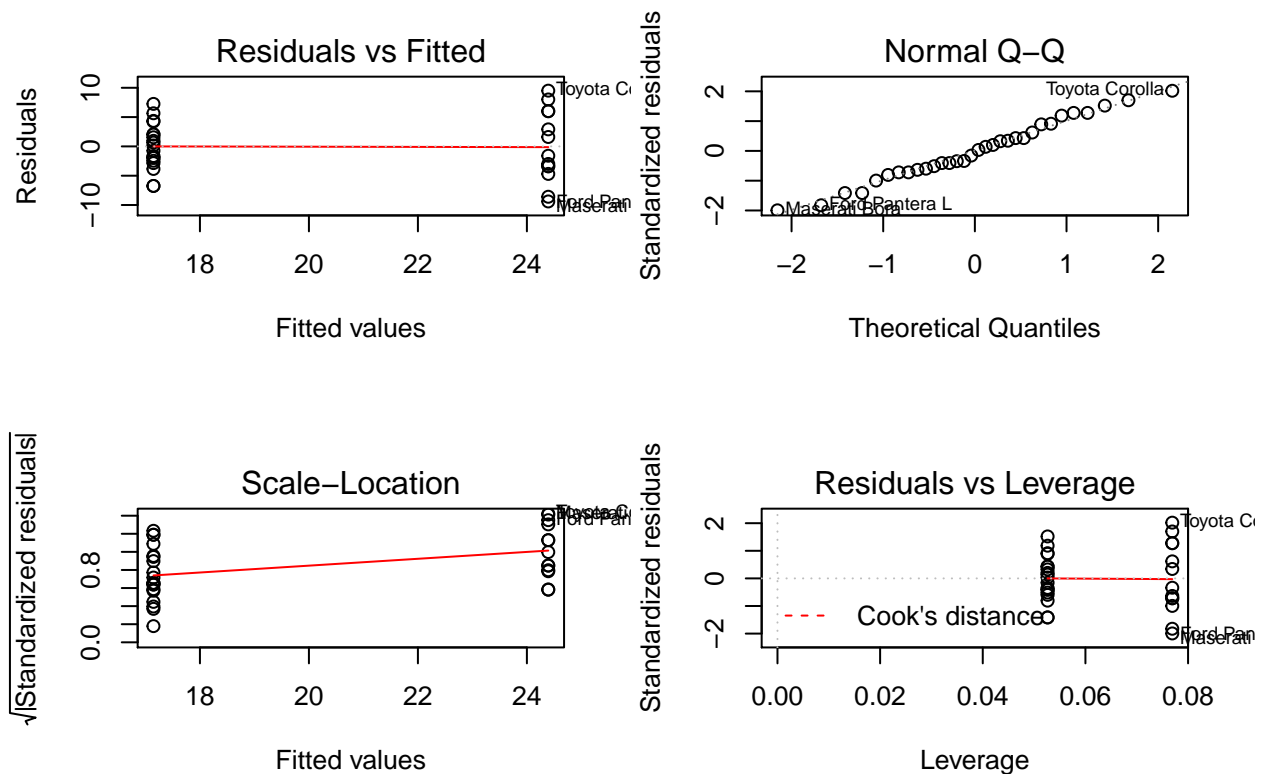 Residuals vs Fitted
Residuals
10
0
−10
Toyota Co
Ford Pan
Maserati
18 20 22 24
Fitted values
Normal Q−Q
Standardized residuals
2
0
−2
Toyota Corolla
Ford Pantera L
Maserati Bora
−2 −1 0 1 2
Theoretical Quantiles
Scale−Location
√|Standardized residuals|
0.8
0.0
Toyota C
Maserati
Ford Pan
18 20 22 24
Fitted values
Residuals vs Leverage
Standardized residuals
2
0
−2
Toyota Co
Ford Pan
Maserati
Cook's distance
0.00 0.02 0.04 0.06 0.08
Leverage